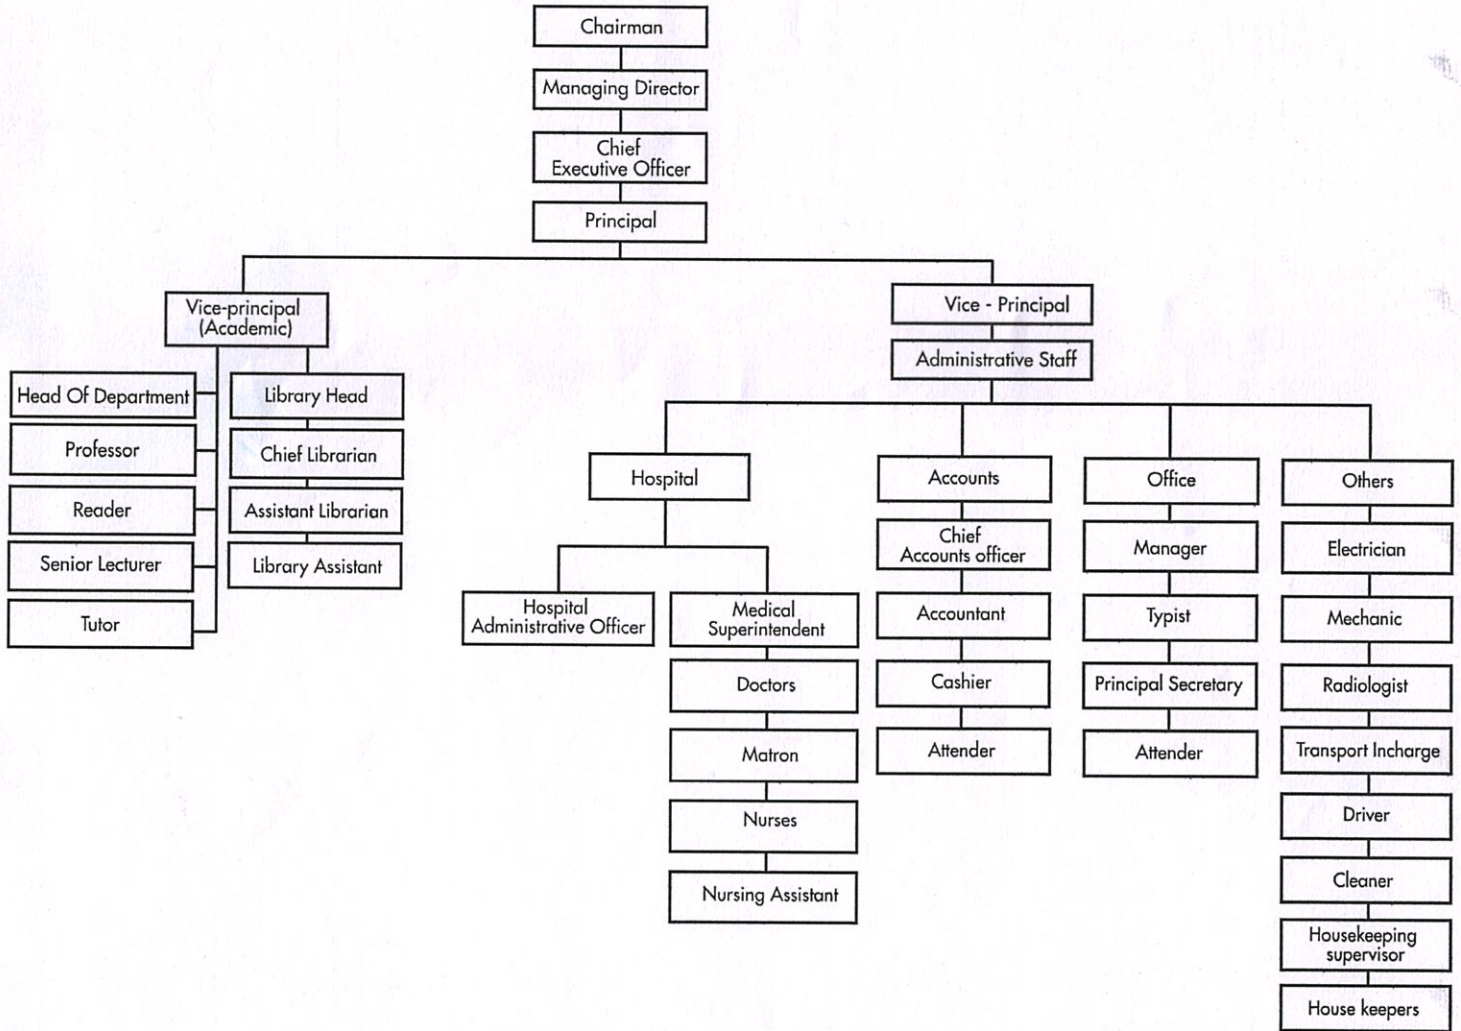 Chairman
Managing Director
Chief
Executive Officer
Principal
Vice-principal
(Academic)
Head Of Department
Professor
Reader
Senior Lecturer
Tutor
Library Head
Chief Librarian
Assistant Librarian
Library Assistant
Vice - Principal
Administrative Staff
Hospital
Hospital
Administrative Officer
Medical
Superintendent
Doctors
Matron
Nurses
Nursing Assistant
Accounts
Chief
Accounts officer
Accountant
Cashier
Attender
Office
Manager
Typist
Principal Secretary
Attender
Others
Electrician
Mechanic
Radiologist
Transport Incharge
Driver
Cleaner
Housekeeping
supervisor
House keepers